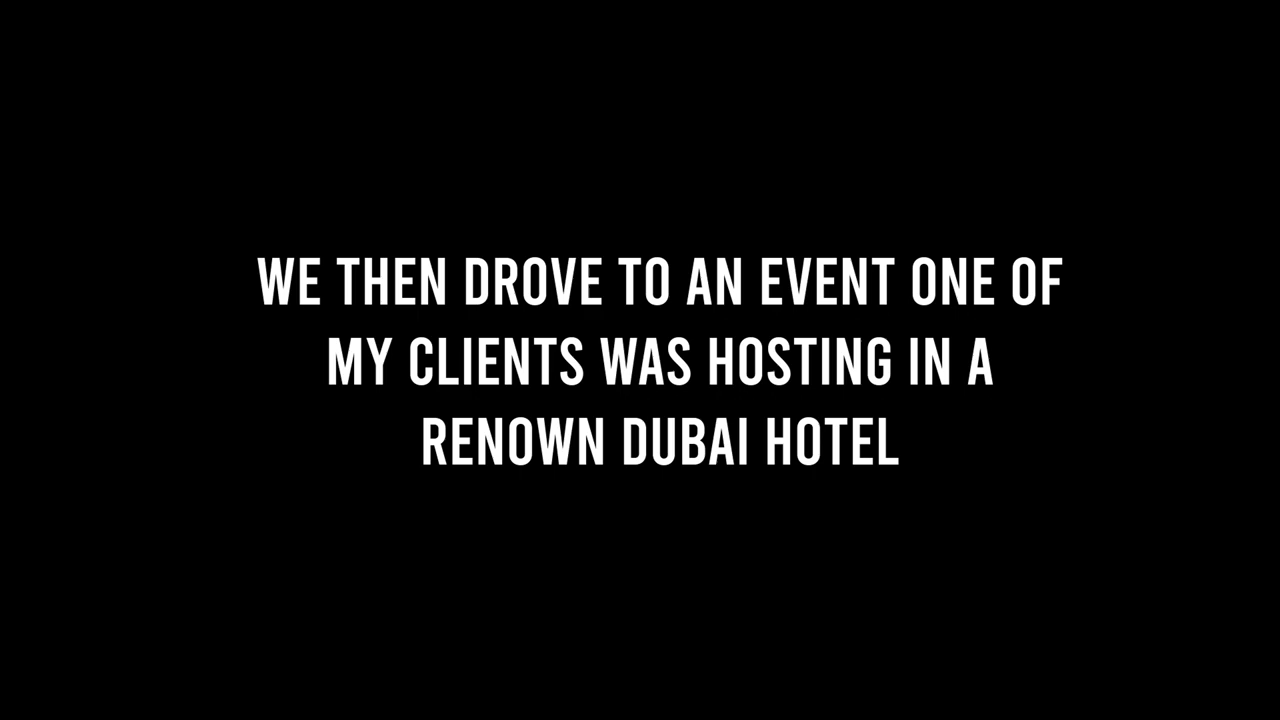 WE THEN DROVE TO AN EVENT ONE OF
MY CLIENTS WAS HOSTING IN A
RENOWN DUBAI HOTEL